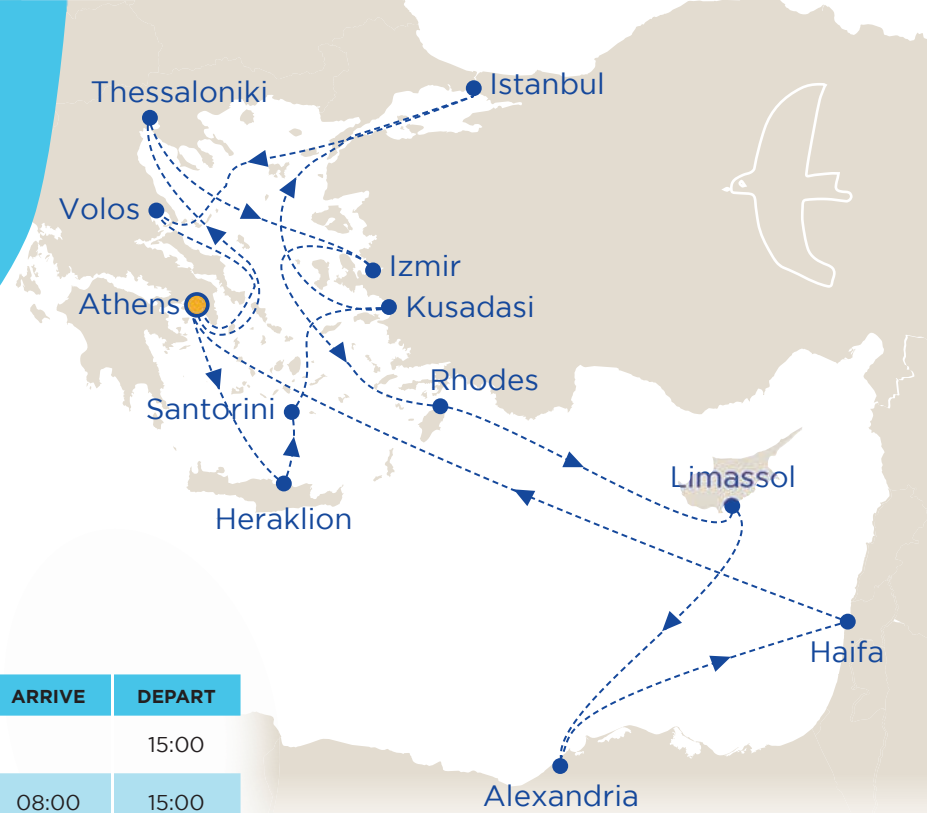 Istanbul
Thessaloniki
Volos
Izmir
Athens
Kusadasi
Rhodes
Santorini
Limassol
Heraklion
Haifa
ARRIVE DEPART
15:00
08:00 15:00
Alexandria